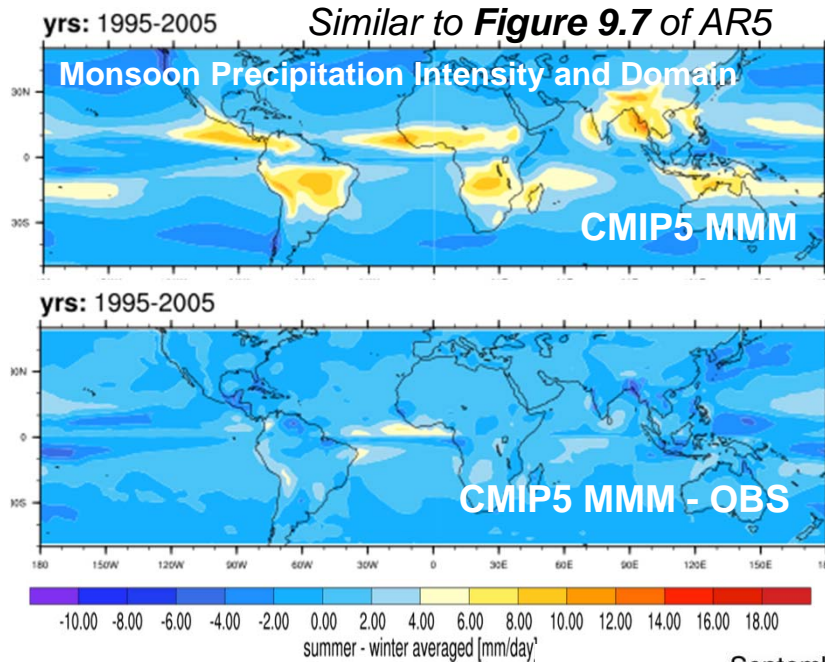 Similar to Figure 9.7 of AR5
yrs: 1995-2005
Monsoon Precipitation Intensity and Domain
30N
0
30S
CMIP5 MMM
yrs: 1995-2005
0
CMIP5 MMM - OBS
180 150W 120W 90W 60W 30W 0 30E 60E 90E 120E 150E
-10.00 -8.00 -6.00 -4.00 -2.00 0.00 2.00 4.00 6.00 8.00 10.00 12.00 14.00 16.00 18.00
summer - winter averaged [mm/day]